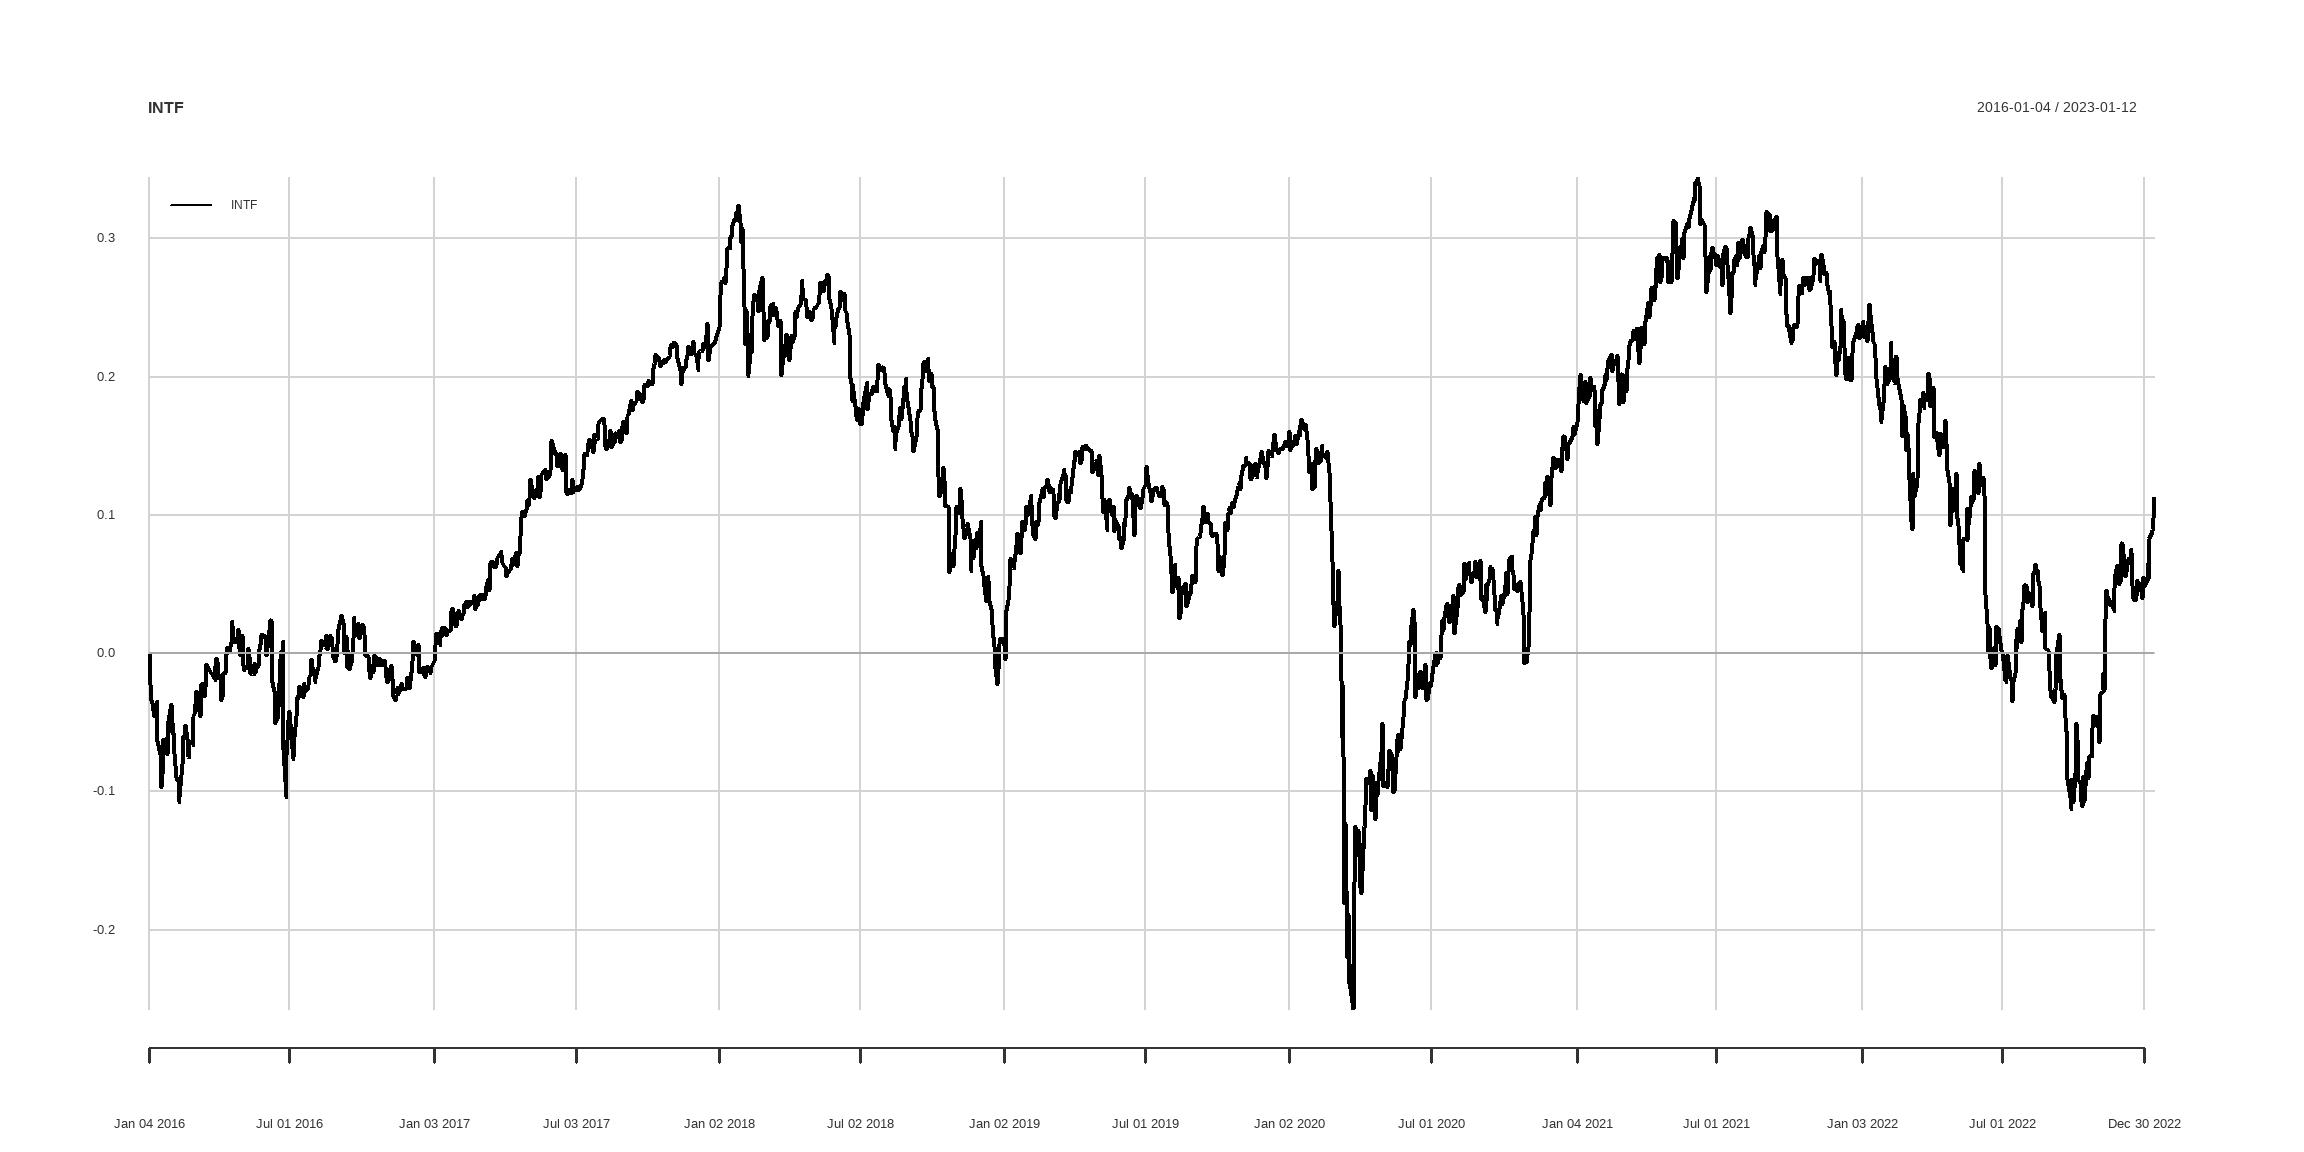 INTF
2016-01-04 / 2023-01-12
INTF
0.3
0.2
0.1
0.0
-0.1
-0.2
Jan 04 2016
Jul 01 2016
Jan 03 2017
Jul 03 2017
Jan 02 2018
Jul 02 2018
Jan 02 2019
Jul 01 2019
Jan 02 2020
Jul 01 2020
Jan 04 2021
Jul 01 2021
Jan 03 2022
Jul 01 2022
Dec 30 2022